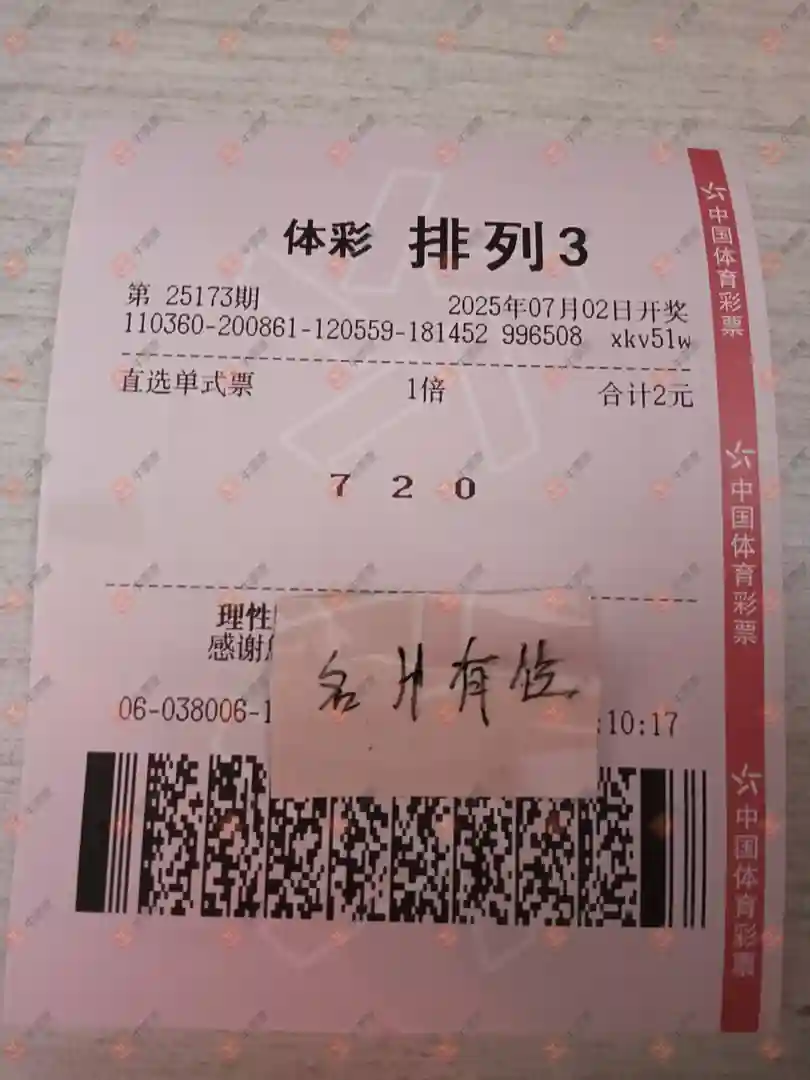 体彩 排列3
第 25173期 2025年07月02日开奖
110360-200861-120559-181452 996508 xkv51w
直选单式票 1倍 合计2元
7 2 0
理性
感谢
名片有位
06-038006-1 :10:17
中国体育彩票
中国体育彩票
中国体育彩票